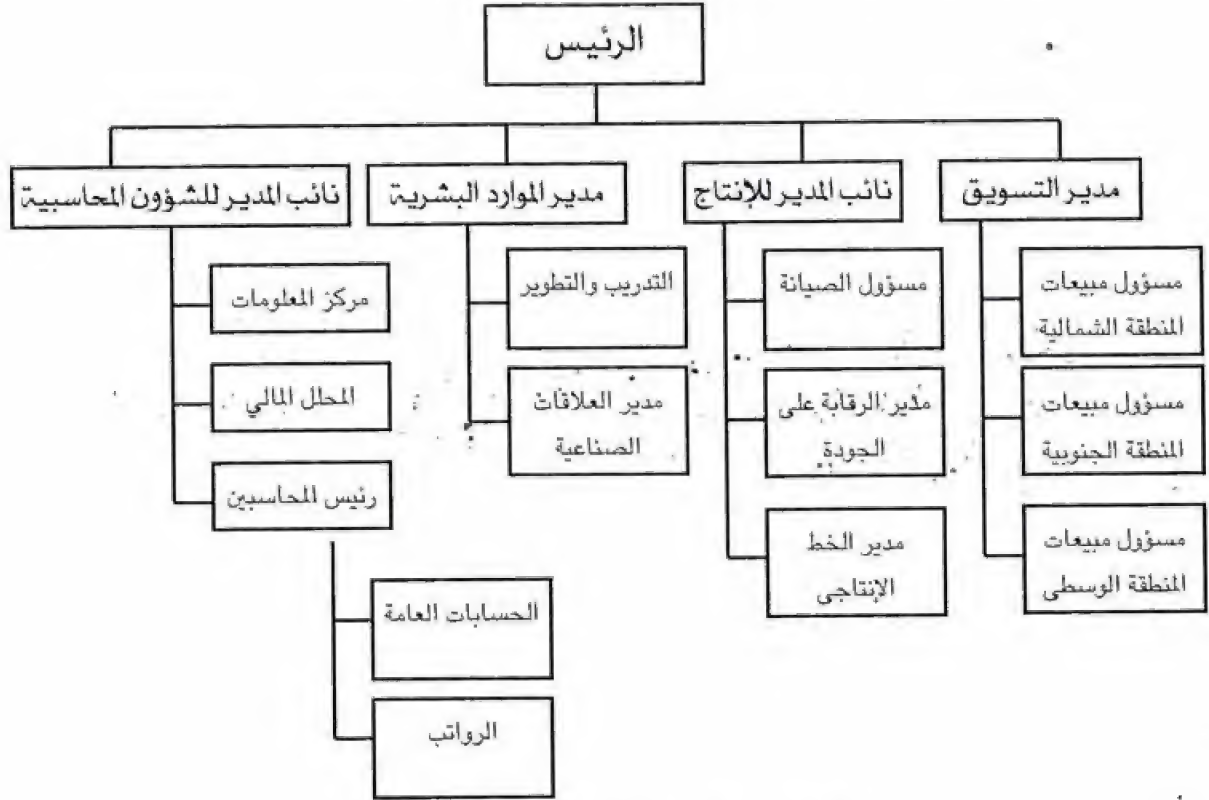 الرئيس
مدير التسويق
نائب المدير للإنتاج
مدير الموارد البشرية
نائب المدير للشؤون المحاسبية
مسؤول مبيعات
المنطقة الشمالية
مسؤول مبيعات
المنطقة الجنوبية
مسؤول مبيعات
المنطقة الوسطى
مسؤول الصيانة
مدير الرقابة على
الجودة
مدير الخط
الإنتاجي
التدريب والتطوير
مدير العلاقات
الصناعية
مركز المعلومات
المحلل المالي
رئيس المحاسبين
الحسابات العامة
الرواتب